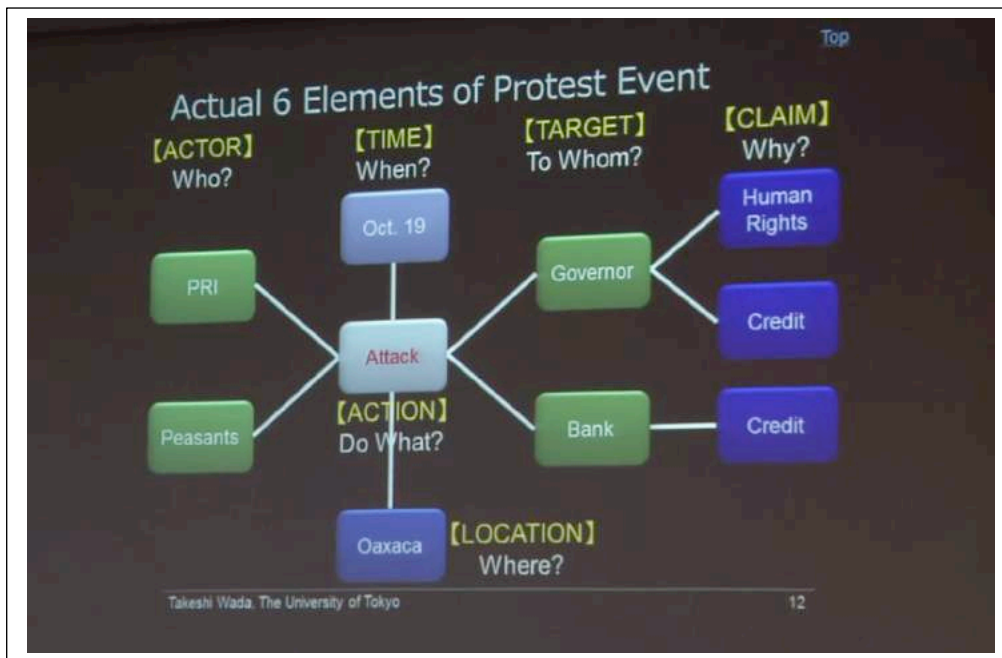 Top
Actual 6 Elements of Protest Event
【ACTOR】
Who?
【TIME】
When?
【TARGET】
To Whom?
【CLAIM】
Why?
Oct. 19
Human
Rights
PRI
Governor
Attack
Credit
【ACTION】
Do What?
Peasants
Bank
Credit
Oaxaca
【LOCATION】
Where?
Takeshi Wada, The University of Tokyo
12